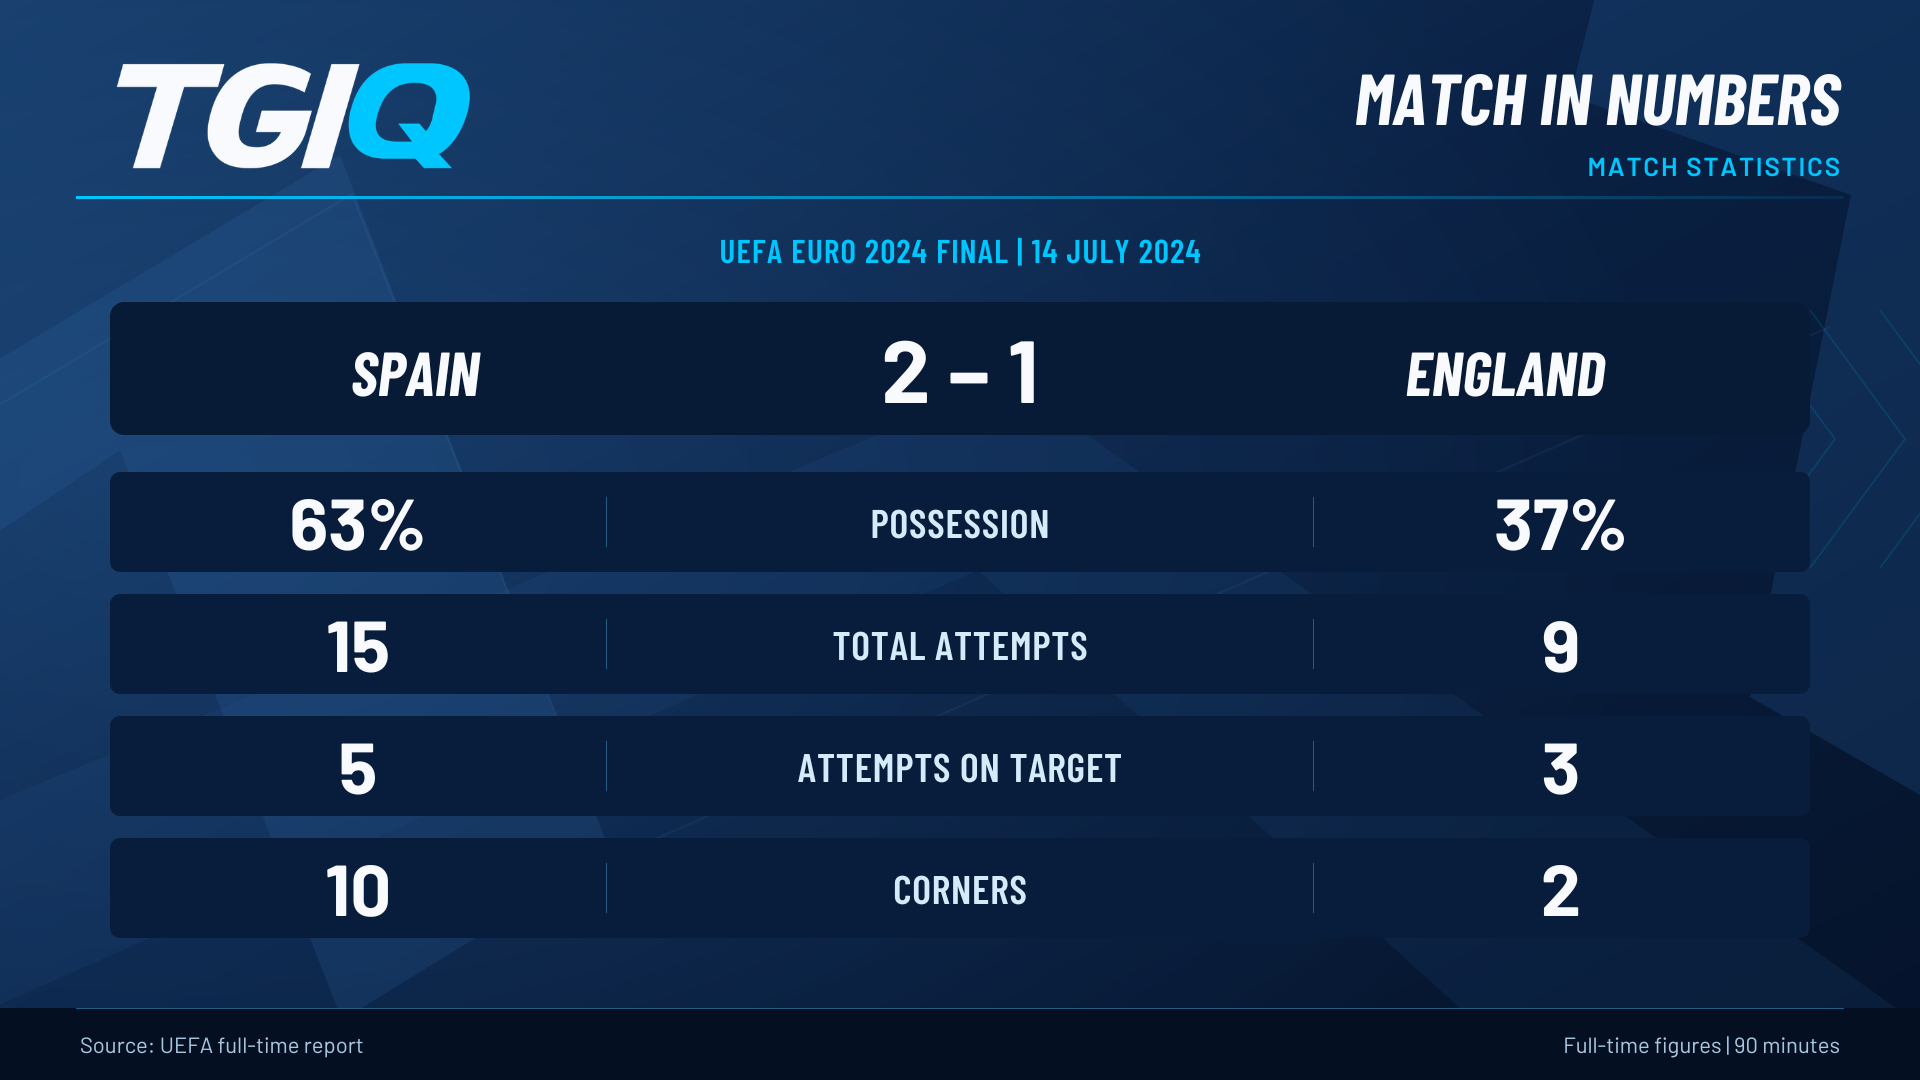 TGIQ
MATCH IN NUMBERS
MATCH STATISTICS
UEFA EURO 2024 FINAL | 14 JULY 2024
SPAIN 2 – 1 ENGLAND
63% POSSESSION 37%
15 TOTAL ATTEMPTS 9
5 ATTEMPTS ON TARGET 3
10 CORNERS 2
Source: UEFA full-time report
Full-time figures | 90 minutes